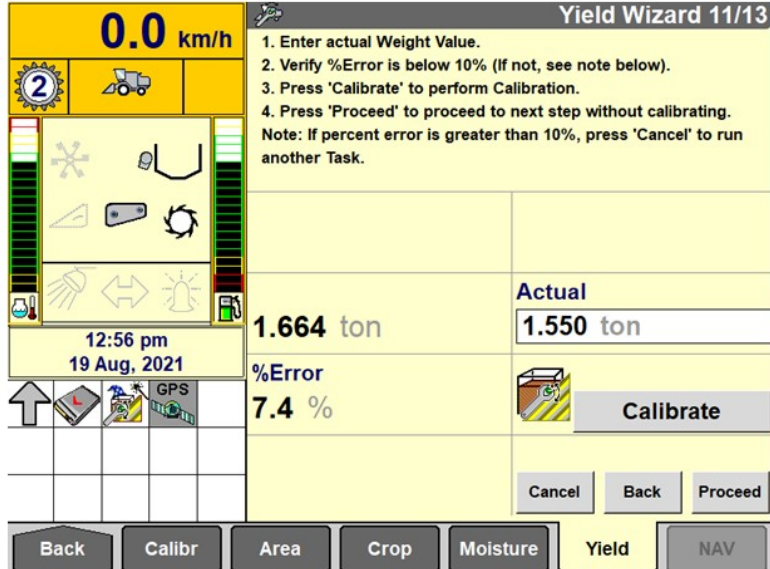 0.0 km/h
2
12:56 pm
19 Aug, 2021
GPS
Yield Wizard 11/13
1. Enter actual Weight Value.
2. Verify %Error is below 10% (If not, see note below).
3. Press 'Calibrate' to perform Calibration.
4. Press 'Proceed' to proceed to next step without calibrating.
Note: If percent error is greater than 10%, press 'Cancel' to run
another Task.
Actual
1.664 ton
1.550 ton
%Error
7.4 %
Calibrate
Cancel Back Proceed
Back Calibr Area Crop Moisture Yield NAV